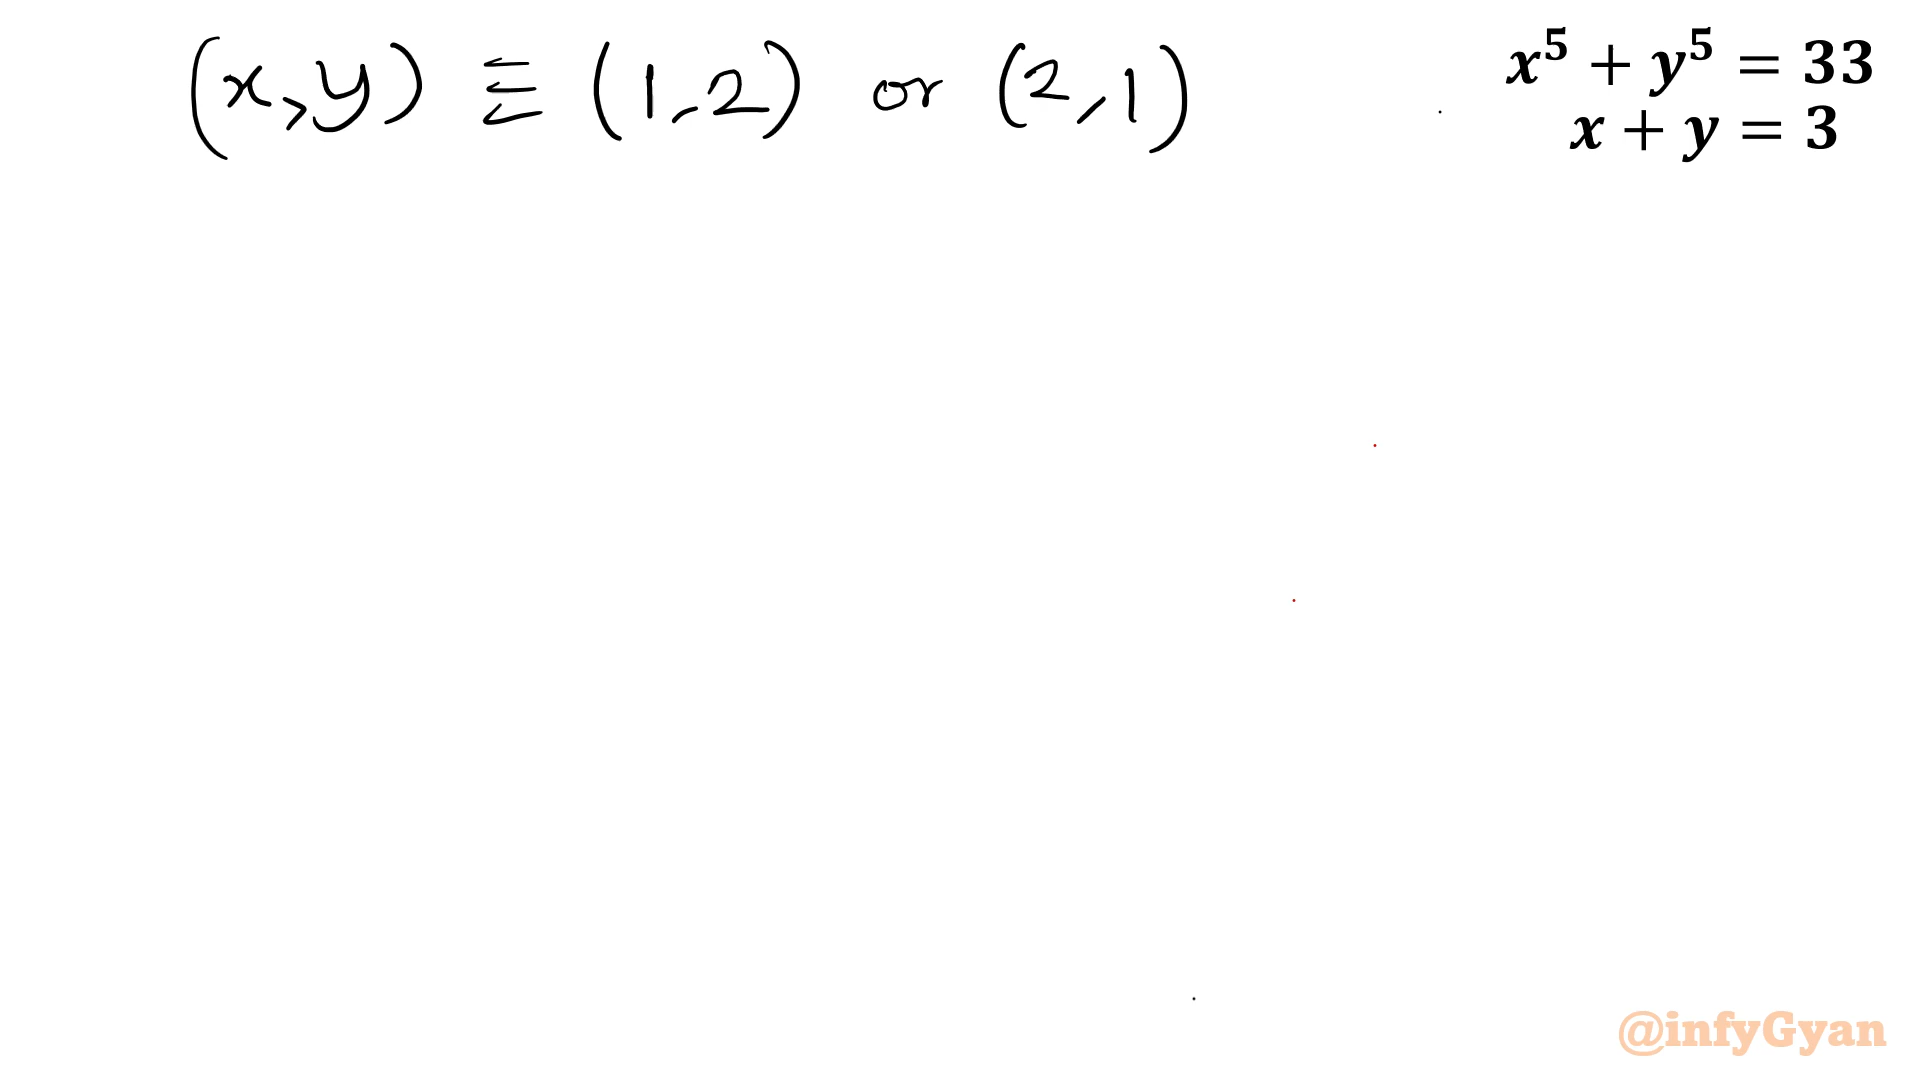 (x, y) ≡ (1, 2) or (2, 1)
x⁵ + y⁵ = 33
x + y = 3
@infyGyan